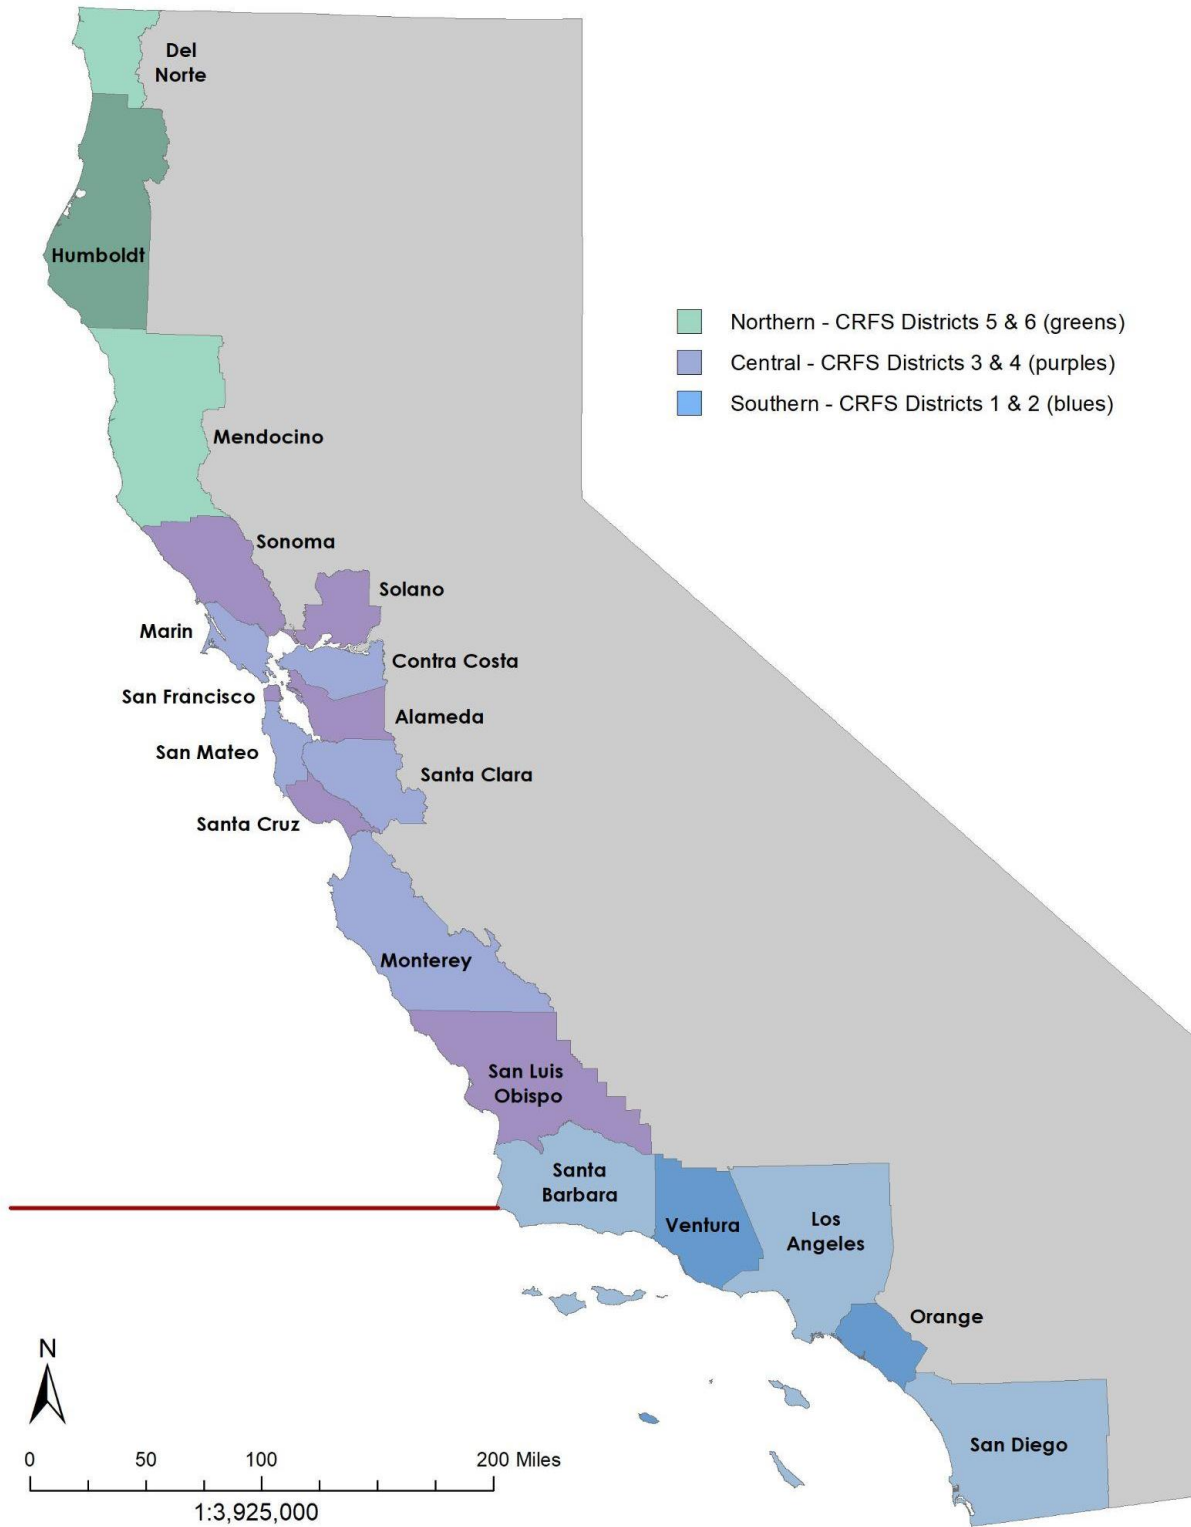 Del
Norte
Humboldt
Northern - CRFS Districts 5 & 6 (greens)
Central - CRFS Districts 3 & 4 (purples)
Southern - CRFS Districts 1 & 2 (blues)
Mendocino
Sonoma
Solano
Marin
Contra Costa
San Francisco
Alameda
San Mateo
Santa Clara
Santa Cruz
Monterey
San Luis
Obispo
Santa
Barbara
Ventura
Los
Angeles
Orange
San Diego
N
0 50 100 200 Miles
1:3,925,000